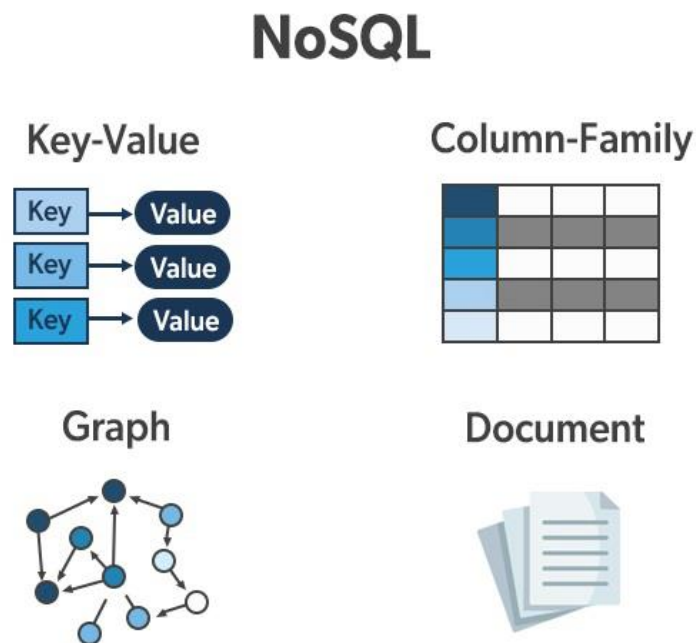 NoSQL
Key-Value
Column-Family
Key Value
Key Value
Key Value
Graph
Document